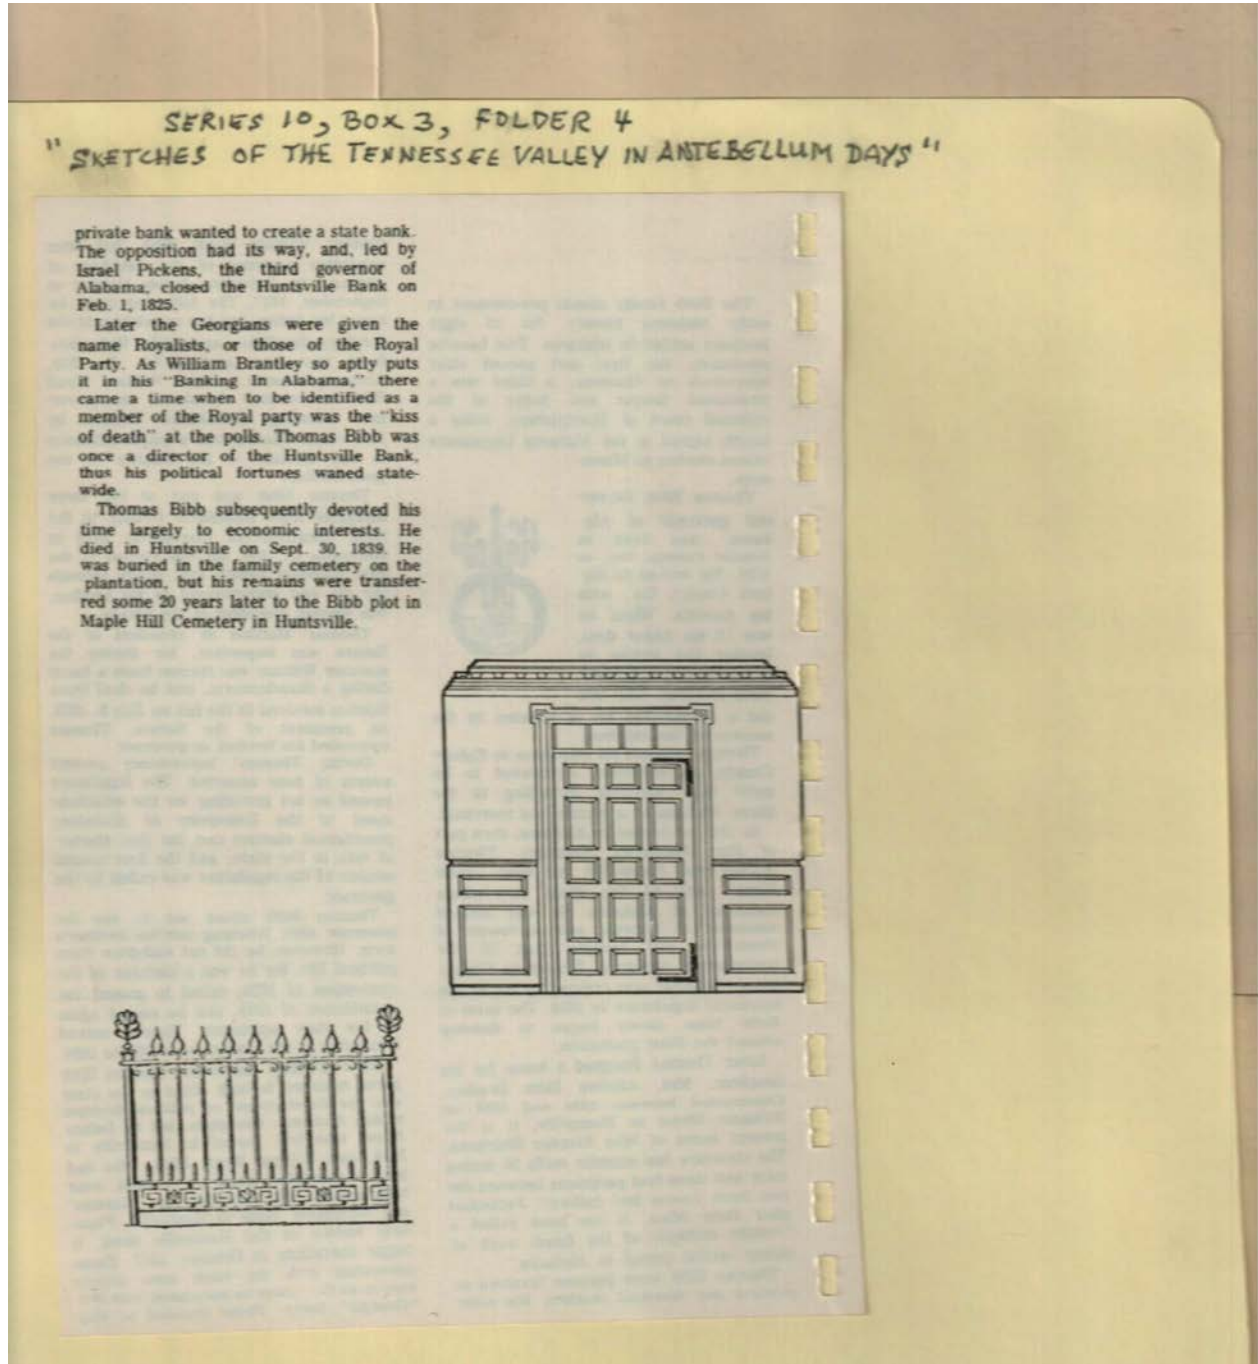 SERIES 10, BOX 3, FOLDER 4
"SKETCHES OF THE TENNESSEE VALLEY IN ANTEBELLUM DAYS"
private bank wanted to create a state bank.
The opposition had its way, and, led by
Israel Pickens, the third governor of
Alabama, closed the Huntsville Bank on
Feb. 1, 1825.
Later the Georgians were given the
name Royalists, or those of the Royal
Party. As William Brantley so aptly puts
it in his "Banking In Alabama," there
came a time when to be identified as a
member of the Royal party was the "kiss
of death" at the polls. Thomas Bibb was
once a director of the Huntsville Bank,
thus his political fortunes waned state-
wide.
Thomas Bibb subsequently devoted his
time largely to economic interests. He
died in Huntsville on Sept. 30, 1839. He
was buried in the family cemetery on the
plantation, but his remains were transfer-
red some 20 years later to the Bibb plot in
Maple Hill Cemetery in Huntsville.